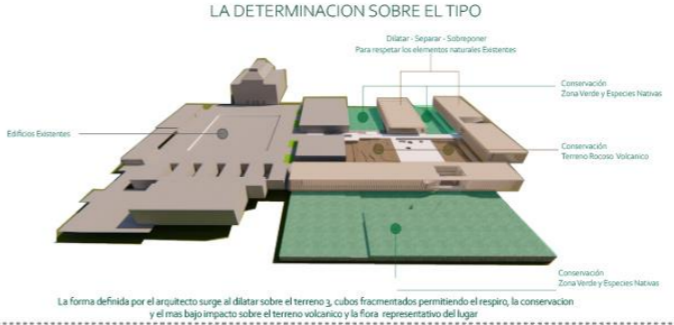 LA DETERMINACION SOBRE EL TIPO
Dilatar - Separar - Sobreponer
Para respetar los elementos naturales Existentes
Conservación
Zona Verde y Especies Nativas
Edificios Existentes
Conservación
Terreno Rocoso Volcanico
Conservación
Zona Verde y Especies Nativas
La forma definida por el arquitecto surge al dilatar sobre el terreno 3, cubos fracmentados permitiendo el respiro, la conservacion
y el mas bajo impacto sobre el terreno volcanico y la flora representativo del lugar